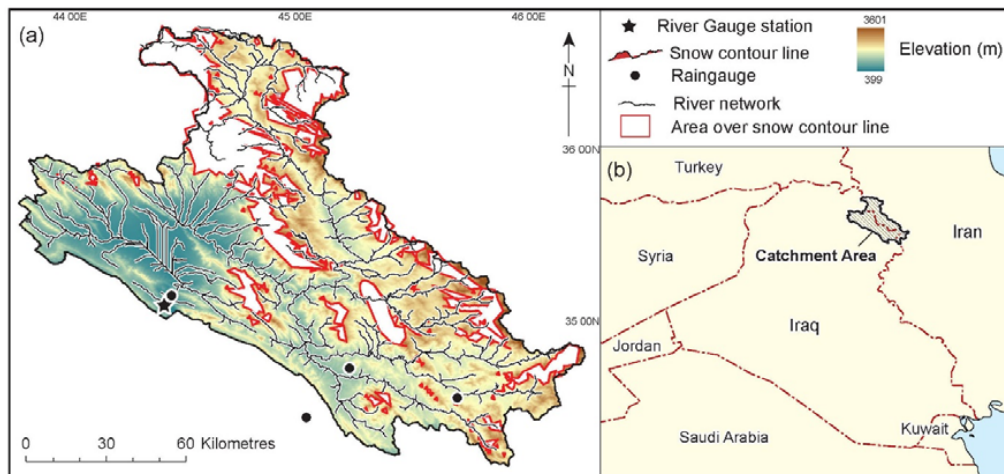 44 00E
45 00E
46 00E
(a)
N
36 00N
35 00N
0 30 60 Kilometres
River Gauge station
Snow contour line
Raingauge
River network
Area over snow contour line
3601
Elevation (m)
399
(b)
Turkey
Syria
Iran
Catchment Area
Iraq
Jordan
Saudi Arabia
Kuwait